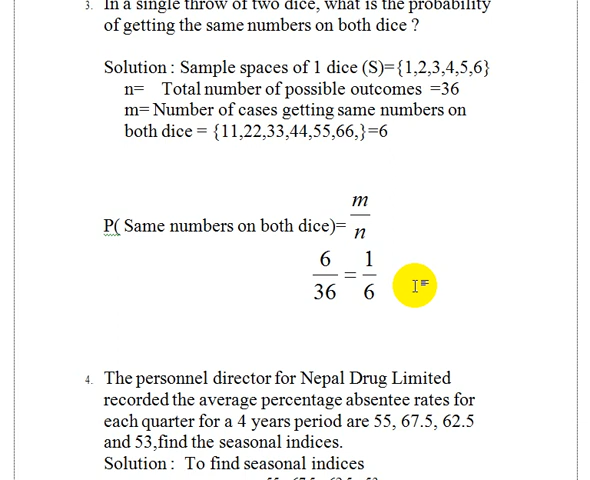 3. In a single throw of two dice, what is the probability
of getting the same numbers on both dice ?
Solution : Sample spaces of 1 dice (S)={1,2,3,4,5,6}
n= Total number of possible outcomes =36
m= Number of cases getting same numbers on
both dice = {11,22,33,44,55,66,}=6
P( Same numbers on both dice)= m/n
6/36 = 1/6
4. The personnel director for Nepal Drug Limited
recorded the average percentage absentee rates for
each quarter for a 4 years period are 55, 67.5, 62.5
and 53,find the seasonal indices.
Solution : To find seasonal indices